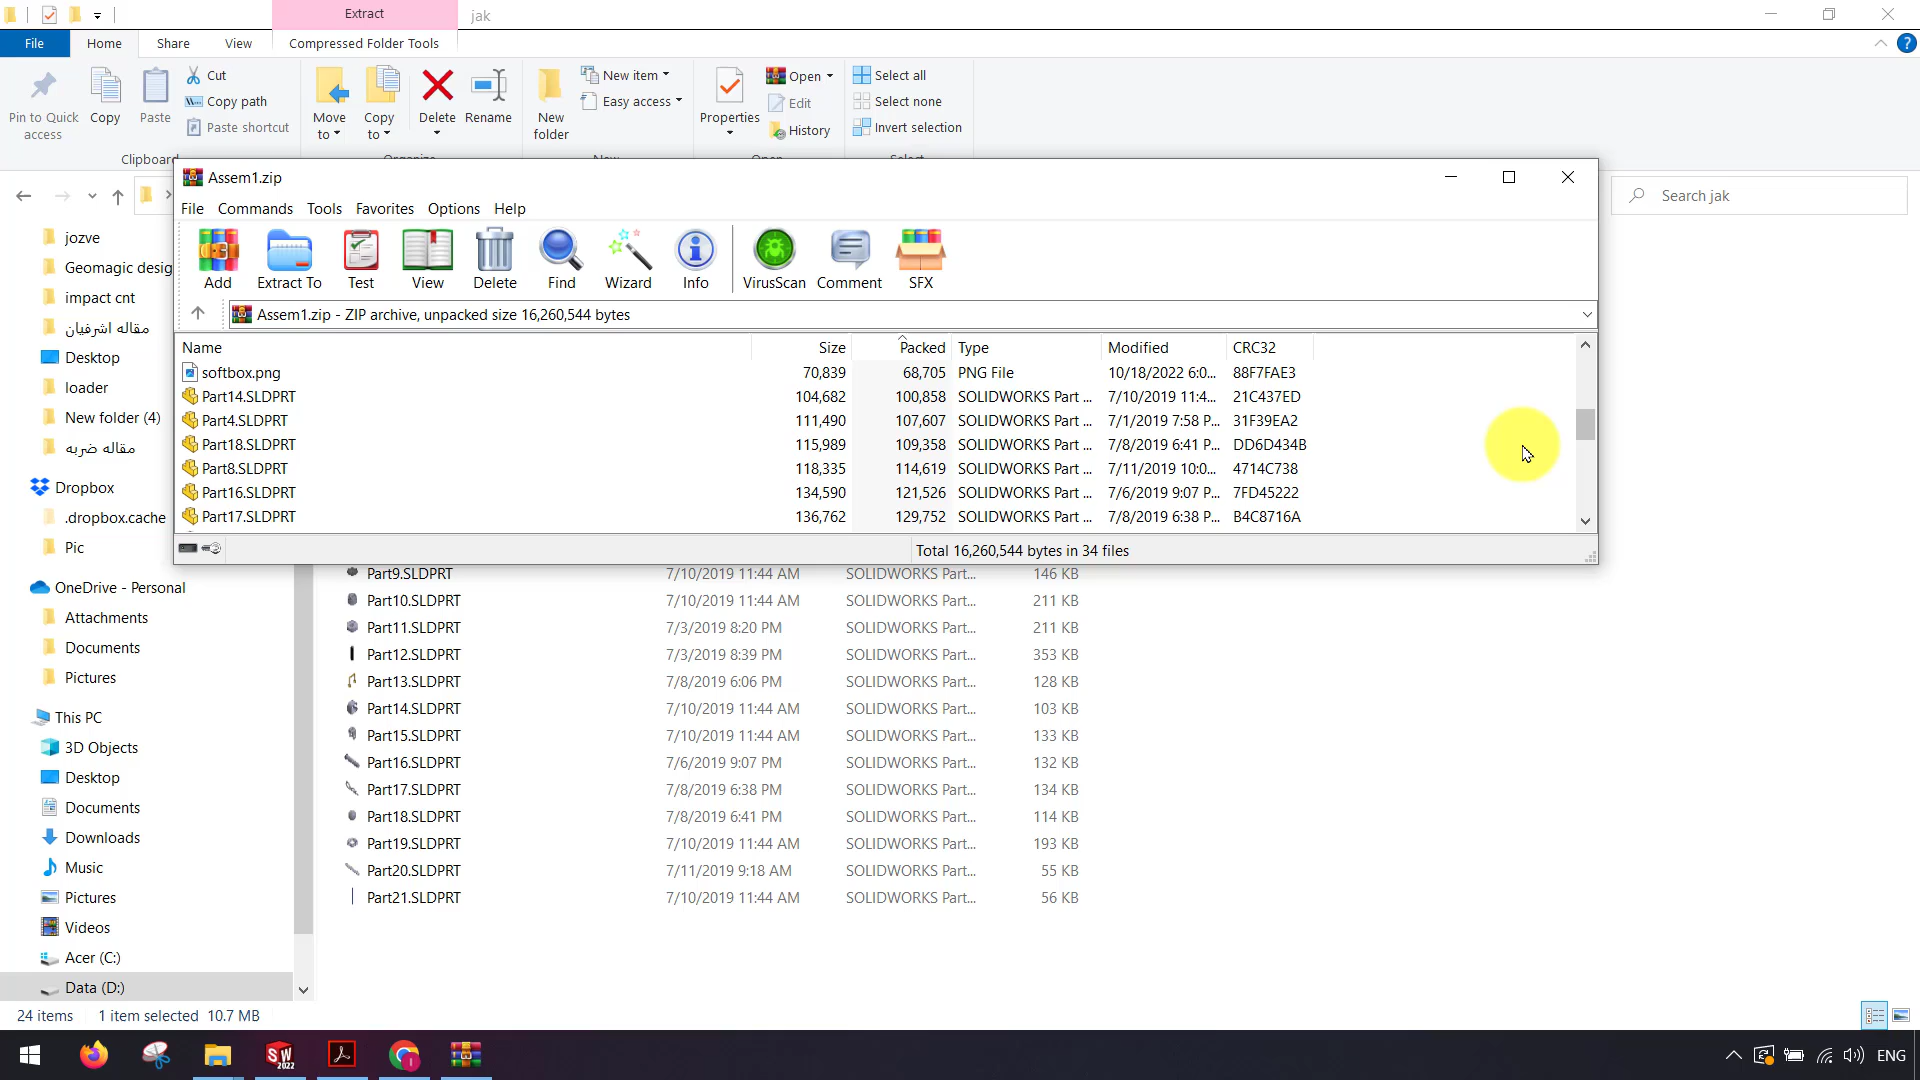 Extract
jak
File
Home
Share
View
Compressed Folder Tools
Pin to Quick access
Copy
Paste
Cut
Copy path
Paste shortcut
Move to
Copy to
Delete
Rename
New folder
New item
Easy access
Properties
Open
Edit
History
Select all
Select none
Invert selection
Clipboard
Search jak
Assem1.zip
File Commands Tools Favorites Options Help
Add
Extract To
Test
View
Delete
Find
Wizard
Info
VirusScan
Comment
SFX
Assem1.zip - ZIP archive, unpacked size 16,260,544 bytes
Name Size Packed Type Modified CRC32
softbox.png 70,839 68,705 PNG File 10/18/2022 6:0... 88F7FAE3
Part14.SLDPRT 104,682 100,858 SOLIDWORKS Part ... 7/10/2019 11:4... 21C437ED
Part4.SLDPRT 111,490 107,607 SOLIDWORKS Part ... 7/1/2019 7:58 P... 31F39EA2
Part18.SLDPRT 115,989 109,358 SOLIDWORKS Part ... 7/8/2019 6:41 P... DD6D434B
Part8.SLDPRT 118,335 114,619 SOLIDWORKS Part ... 7/11/2019 10:0... 4714C738
Part16.SLDPRT 134,590 121,526 SOLIDWORKS Part ... 7/6/2019 9:07 P... 7FD45222
Part17.SLDPRT 136,762 129,752 SOLIDWORKS Part ... 7/8/2019 6:38 P... B4C8716A
Total 16,260,544 bytes in 34 files
jozve
Geomagic desig
impact cnt
مقاله اشرفیان
Desktop
loader
New folder (4)
مقاله ضربه
Dropbox
.dropbox.cache
Pic
OneDrive - Personal
Attachments
Documents
Pictures
This PC
3D Objects
Desktop
Documents
Downloads
Music
Pictures
Videos
Acer (C:)
Data (D:)
Part9.SLDPRT 7/10/2019 11:44 AM SOLIDWORKS Part... 146 KB
Part10.SLDPRT 7/10/2019 11:44 AM SOLIDWORKS Part... 211 KB
Part11.SLDPRT 7/3/2019 8:20 PM SOLIDWORKS Part... 211 KB
Part12.SLDPRT 7/3/2019 8:39 PM SOLIDWORKS Part... 353 KB
Part13.SLDPRT 7/8/2019 6:06 PM SOLIDWORKS Part... 128 KB
Part14.SLDPRT 7/10/2019 11:44 AM SOLIDWORKS Part... 103 KB
Part15.SLDPRT 7/10/2019 11:44 AM SOLIDWORKS Part... 133 KB
Part16.SLDPRT 7/6/2019 9:07 PM SOLIDWORKS Part... 132 KB
Part17.SLDPRT 7/8/2019 6:38 PM SOLIDWORKS Part... 134 KB
Part18.SLDPRT 7/8/2019 6:41 PM SOLIDWORKS Part... 114 KB
Part19.SLDPRT 7/10/2019 11:44 AM SOLIDWORKS Part... 193 KB
Part20.SLDPRT 7/11/2019 9:18 AM SOLIDWORKS Part... 55 KB
Part21.SLDPRT 7/10/2019 11:44 AM SOLIDWORKS Part... 56 KB
24 items 1 item selected 10.7 MB
SW 2022
ENG